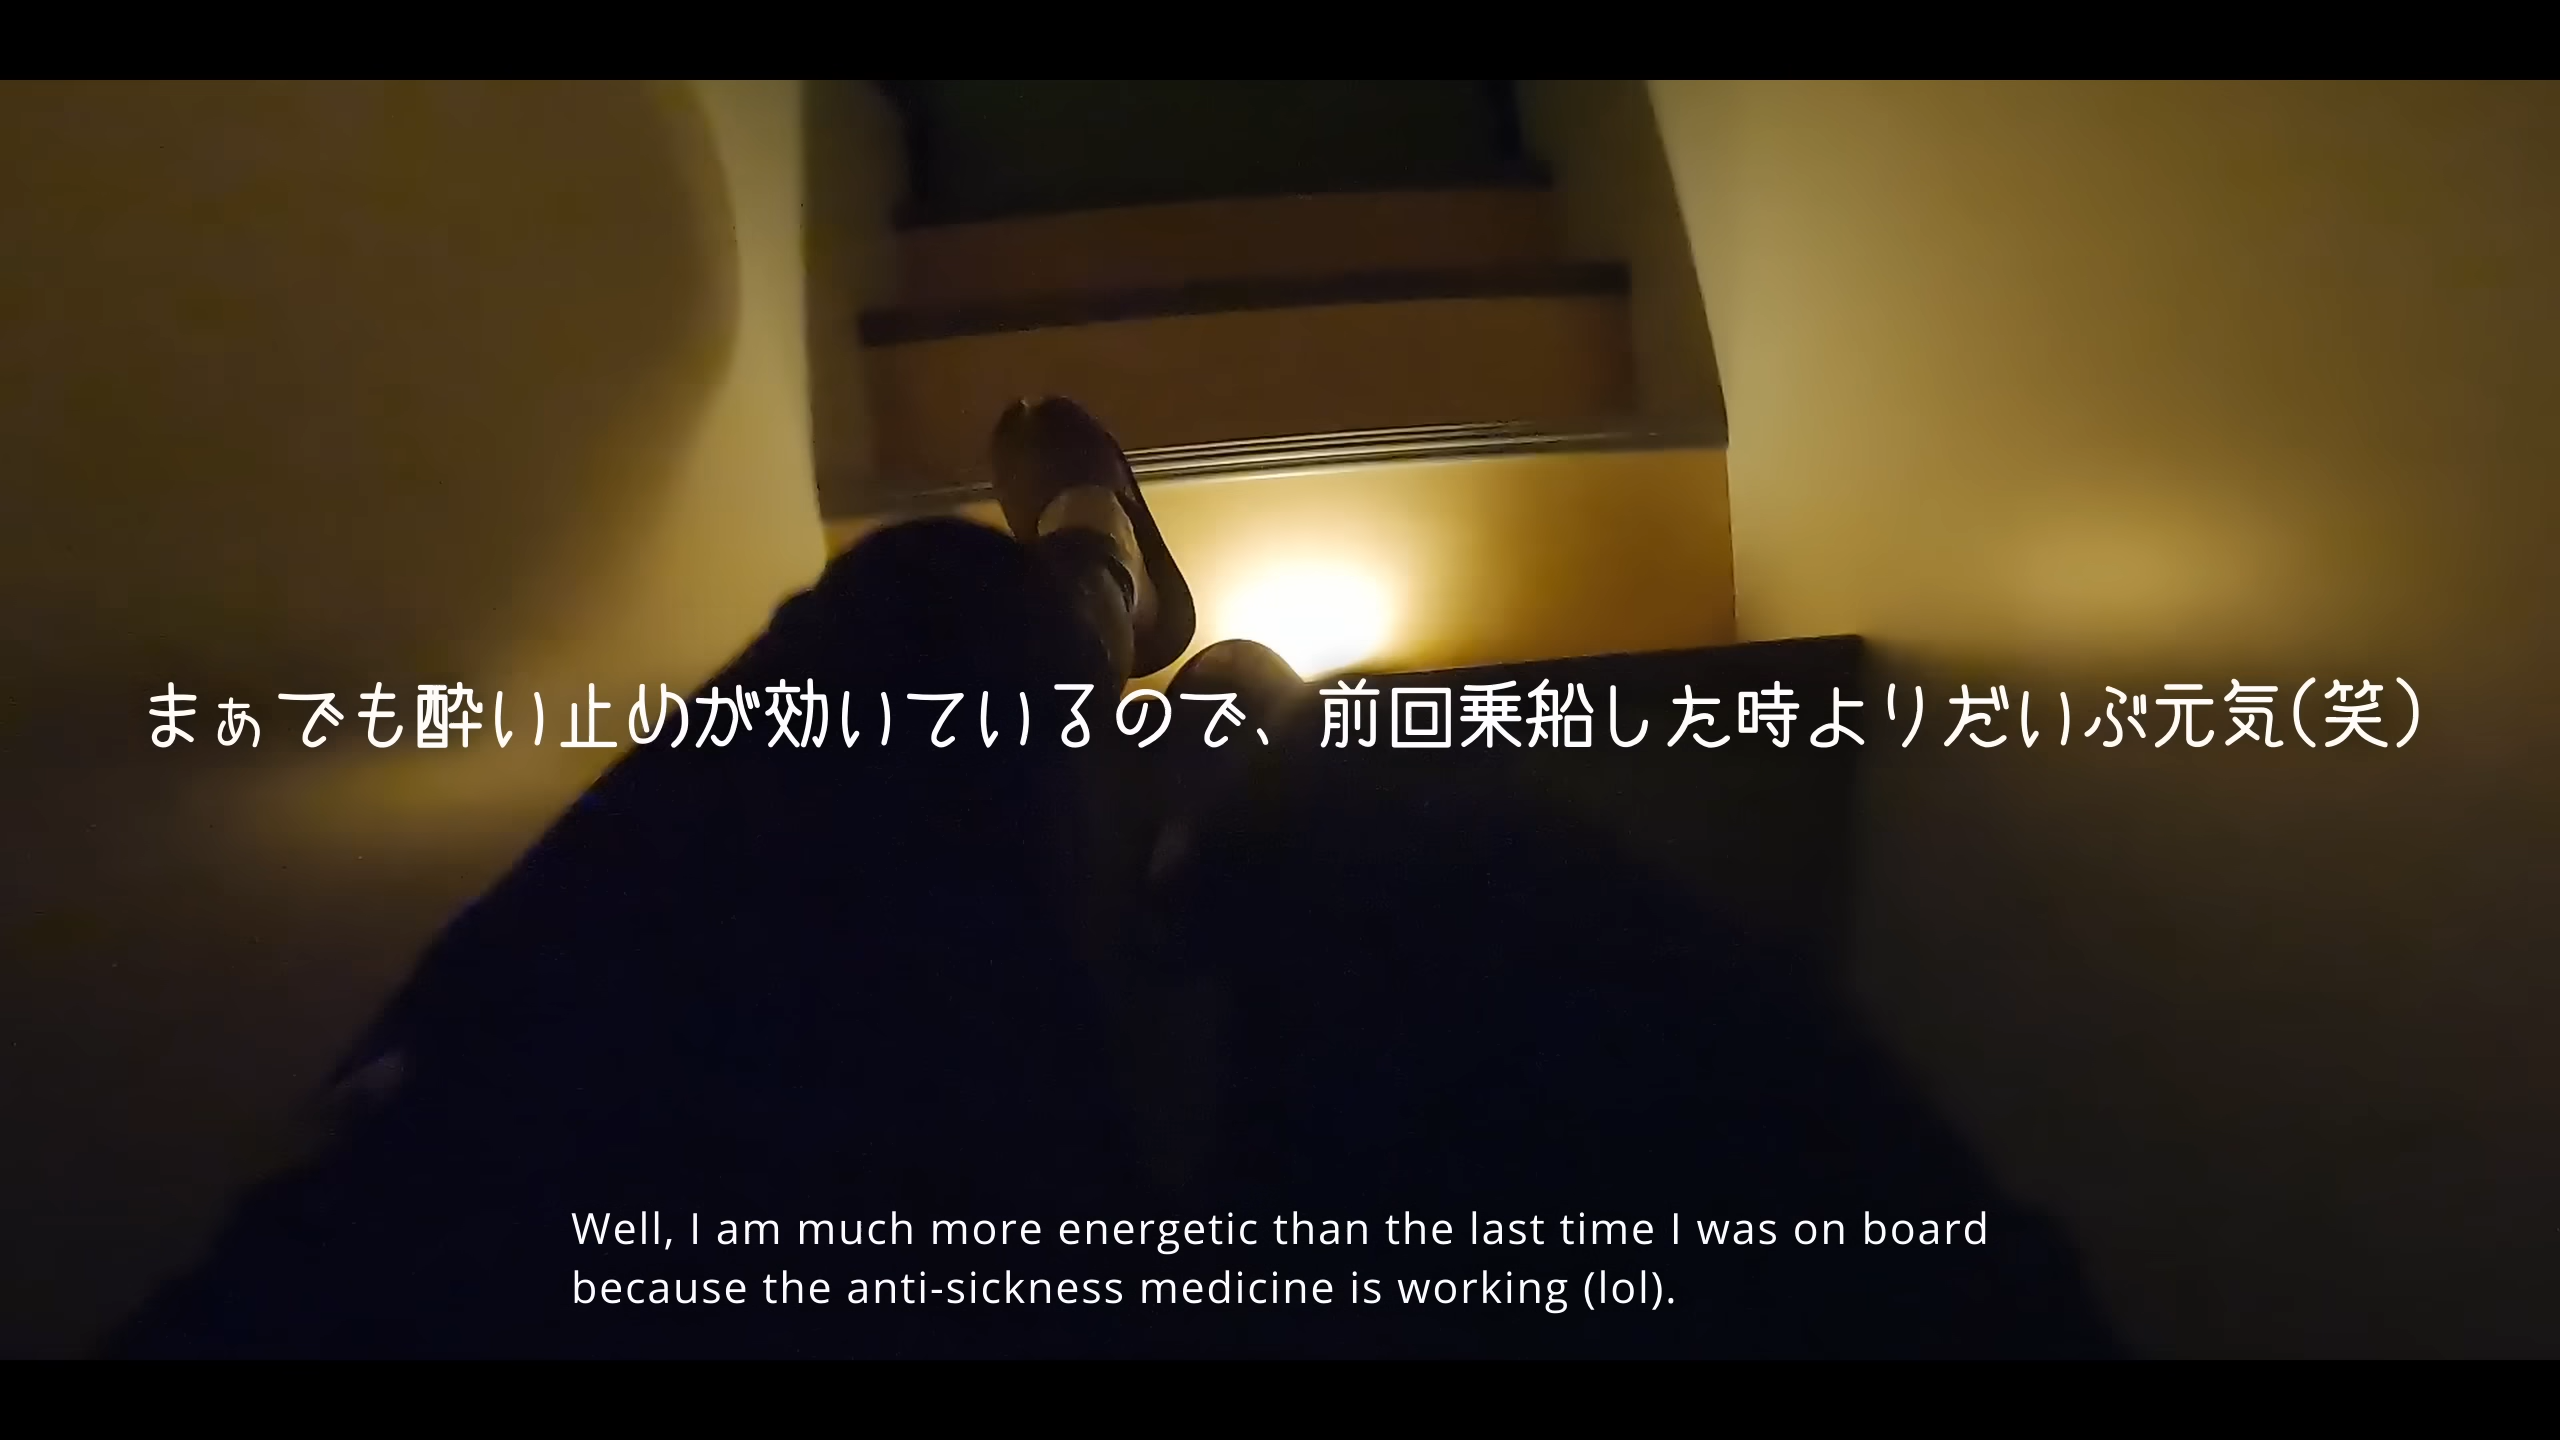 まぁでも酔い止めが効いているので、前回乗船した時よりだいぶ元気(笑)
Well, I am much more energetic than the last time I was on board
because the anti-sickness medicine is working (lol).